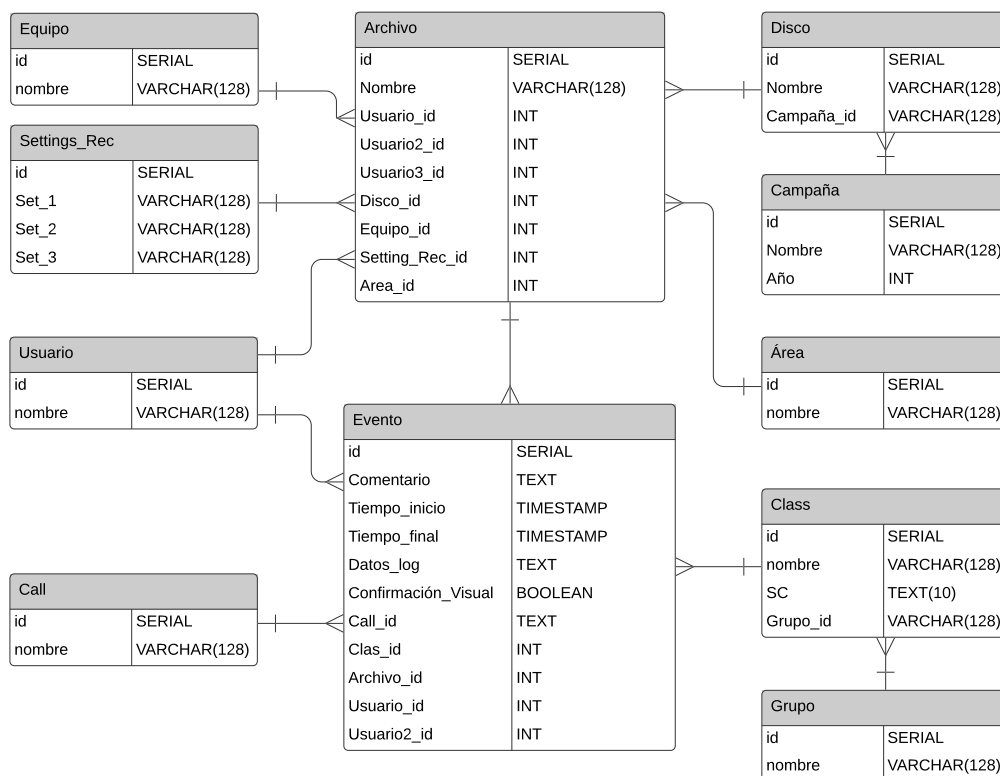 Equipo
id SERIAL
nombre VARCHAR(128)
Settings_Rec
id SERIAL
Set_1 VARCHAR(128)
Set_2 VARCHAR(128)
Set_3 VARCHAR(128)
Usuario
id SERIAL
nombre VARCHAR(128)
Call
id SERIAL
nombre VARCHAR(128)
Archivo
id SERIAL
Nombre VARCHAR(128)
Usuario_id INT
Usuario2_id INT
Usuario3_id INT
Disco_id INT
Equipo_id INT
Setting_Rec_id INT
Area_id INT
Evento
id SERIAL
Comentario TEXT
Tiempo_inicio TIMESTAMP
Tiempo_final TIMESTAMP
Datos_log TEXT
Confirmación_Visual BOOLEAN
Call_id TEXT
Clas_id INT
Archivo_id INT
Usuario_id INT
Usuario2_id INT
Disco
id SERIAL
Nombre VARCHAR(128)
Campaña_id VARCHAR(128)
Campaña
id SERIAL
Nombre VARCHAR(128)
Año INT
Área
id SERIAL
nombre VARCHAR(128)
Class
id SERIAL
nombre VARCHAR(128)
SC TEXT(10)
Grupo_id VARCHAR(128)
Grupo
id SERIAL
nombre VARCHAR(128)